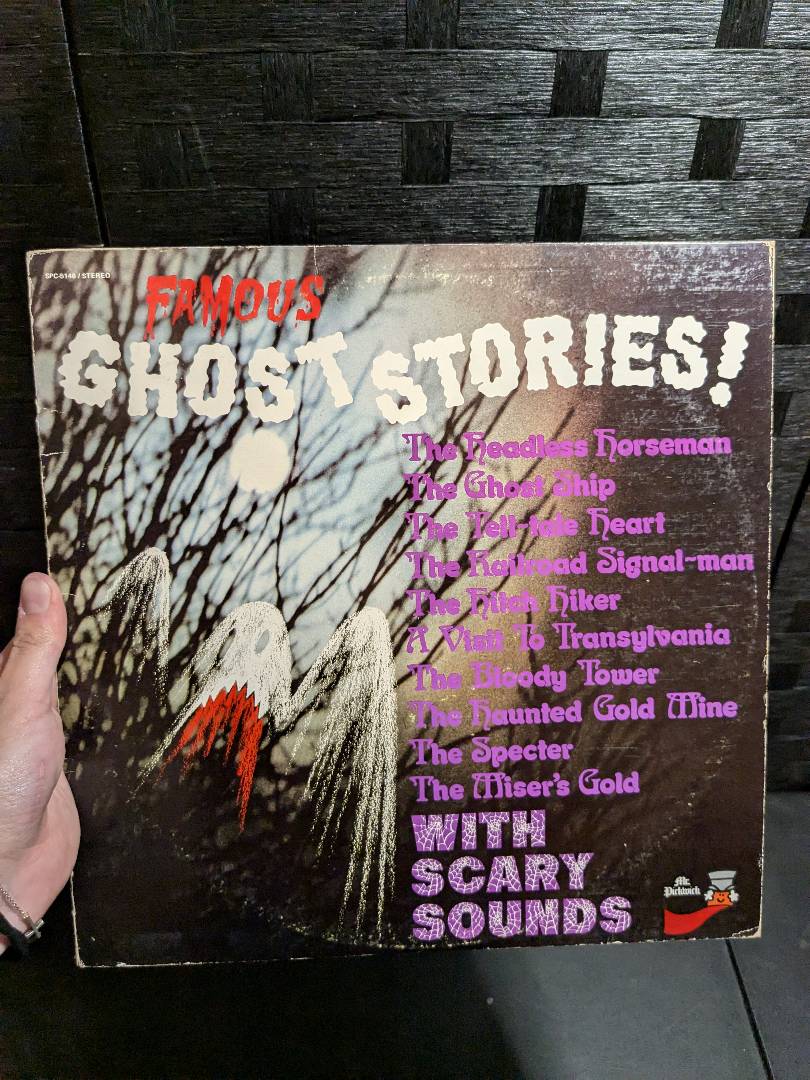 SPC-5146 / STEREO
FAMOUS
GHOST STORIES!
The Headless Horseman
The Ghost Ship
The Tell-tale Heart
The Railroad Signal-man
The Hitch Hiker
A Visit To Transylvania
The Bloody Tower
The Haunted Gold Mine
The Specter
The Miser's Gold
WITH
SCARY
SOUNDS
Mr.
Pickwick